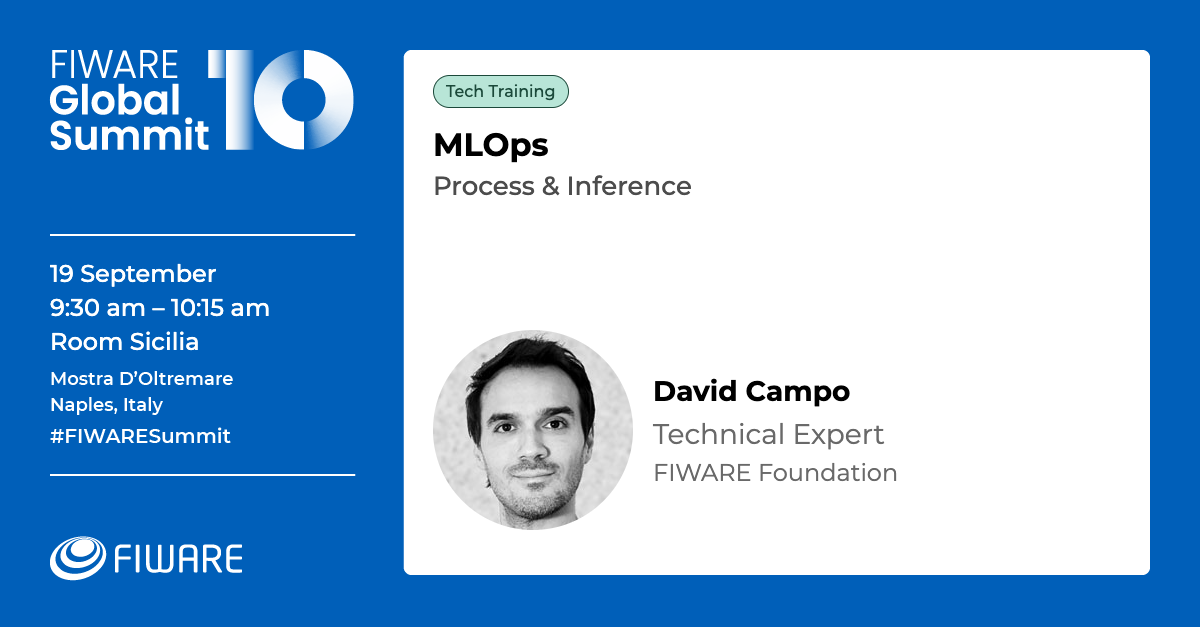 FIWARE
Global
Summit
10
19 September
9:30 am – 10:15 am
Room Sicilia
Mostra D’Oltremare
Naples, Italy
#FIWARESummit
FIWARE
Tech Training
MLOps
Process & Inference
David Campo
Technical Expert
FIWARE Foundation